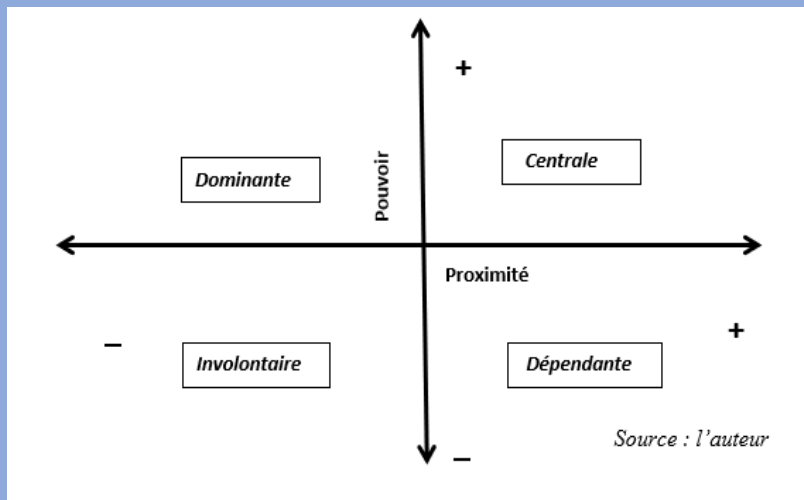 +
Pouvoir
Dominante
Centrale
Proximité
+
–
Involontaire
Dépendante
Source : l’auteur
–